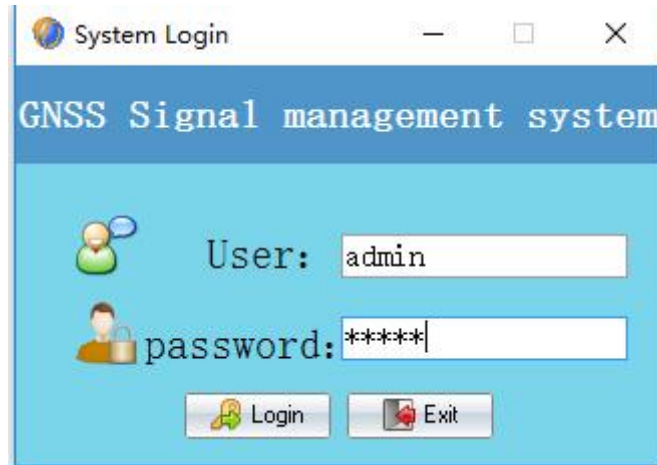 System Login
GNSS Signal management system
User: admin
password: *****
Login Exit